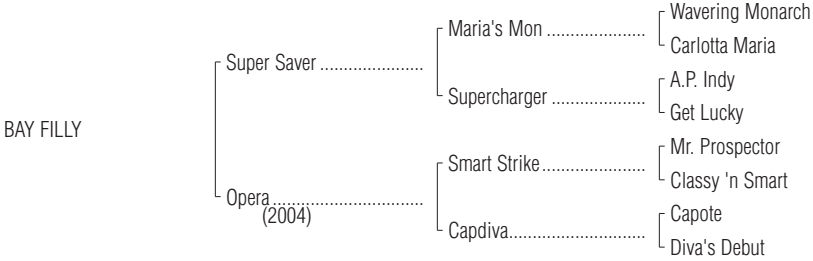 Wavering Monarch
Maria's Mon ......................
Carlotta Maria
Super Saver ......................
A.P. Indy
Supercharger ....................
Get Lucky
BAY FILLY
Mr. Prospector
Smart Strike......................
Classy 'n Smart
Opera ................................
(2004)
Capote
Capdiva.............................
Diva's Debut